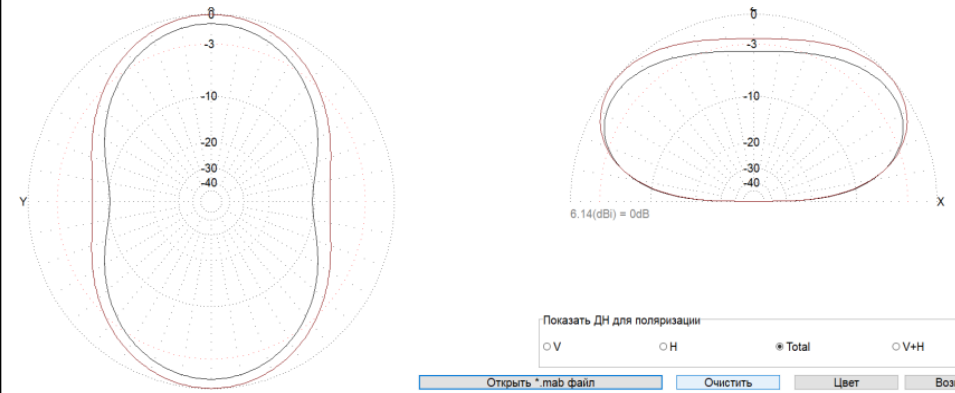 0
-3
-10
-20
-30
-40
Y
0
-3
-10
-20
-30
-40
X
6.14(dBi) = 0dB
Показать ДН для поляризации
V H Total V+H
Открыть *.mab файл Очистить Цвет